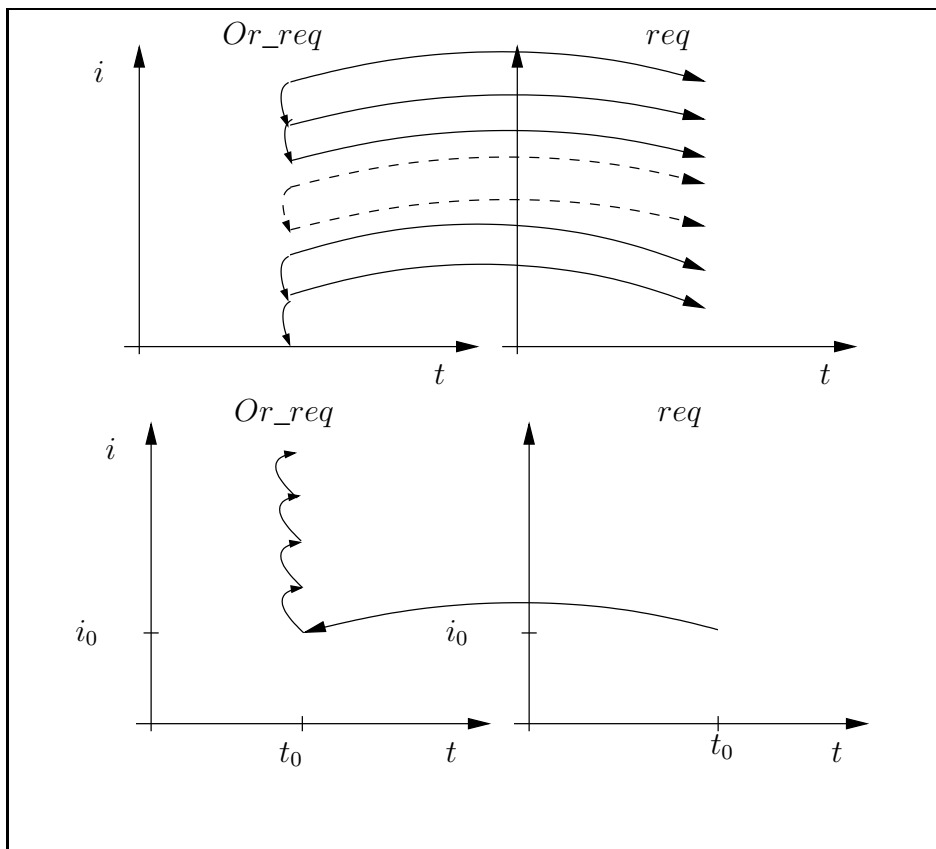 Or_req req
i
t t
Or_req req
i
i₀ i₀
t₀ t t₀ t